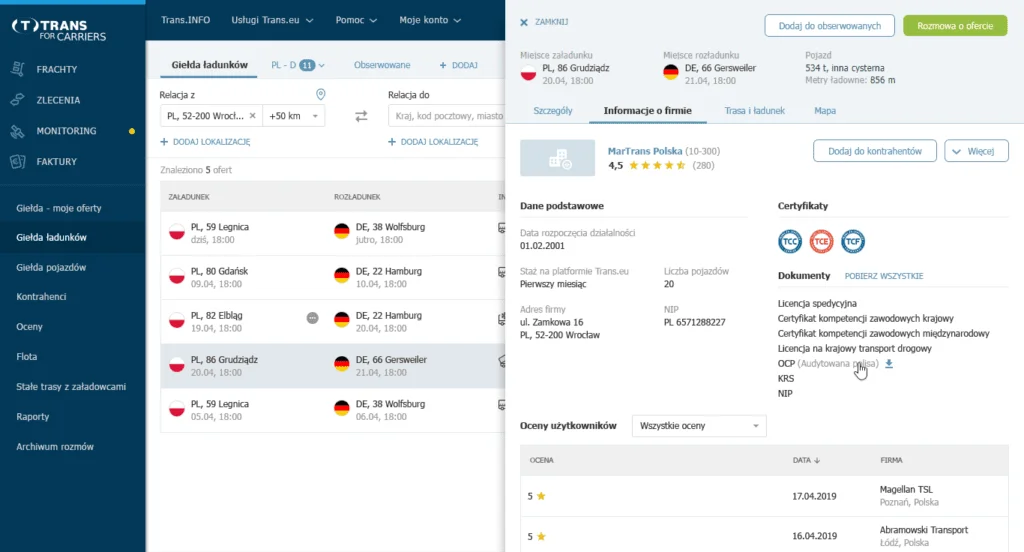 TRANS
FOR CARRIERS
FRACHTY
ZLECENIA
MONITORING
FAKTURY
Giełda - moje oferty
Giełda ładunków
Giełda pojazdów
Kontrahenci
Oceny
Flota
Stałe trasy z załadowcami
Raporty
Archiwum rozmów
Trans.INFO Usługi Trans.eu Pomoc Moje konto
Giełda ładunków PL - D 11 Obserwowane + DODAJ
Relacja z Relacja do
PL, 52-200 Wrocł... × +50 km Kraj, kod pocztowy, miasto
+ DODAJ LOKALIZACJĘ + DODAJ LOKALIZACJĘ
Znaleziono 5 ofert
ZAŁADUNEK ROZŁADUNEK
PL, 59 Legnica DE, 38 Wolfsburg
dziś, 18:00 jutro, 18:00
PL, 80 Gdańsk DE, 22 Hamburg
09.04, 18:00 10.04, 18:00
PL, 82 Elbląg DE, 22 Hamburg
19.04, 18:00 20.04, 18:00
PL, 86 Grudziądz DE, 66 Gersweiler
20.04, 18:00 21.04, 18:00
PL, 59 Legnica DE, 38 Wolfsburg
05.04, 18:00 06.04, 18:00
× ZAMKNIJ Dodaj do obserwowanych Rozmowa o ofercie
Miejsce załadunku Miejsce rozładunku Pojazd
PL, 86 Grudziądz DE, 66 Gersweiler 534 t, inna cysterna
20.04, 18:00 21.04, 18:00 Metry ładowne: 856 m
Szczegóły Informacje o firmie Trasa i ładunek Mapa
MarTrans Polska (10-300) Dodaj do kontrahentów Więcej
4,5 (280)
Dane podstawowe
Data rozpoczęcia działalności
01.02.2001
Staż na platformie Trans.eu Liczba pojazdów
Pierwszy miesiąc 20
Adres firmy NIP
ul. Zamkowa 16 PL 6571288227
PL, 52-200 Wrocław
Certyfikaty
TCC TCE TCF
Dokumenty POBIERZ WSZYSTKIE
Licencja spedycyjna
Certyfikat kompetencji zawodowych krajowy
Certyfikat kompetencji zawodowych międzynarodowy
Licencja na krajowy transport drogowy
OCP (Audytowana polisa)
KRS
NIP
Oceny użytkowników Wszystkie oceny
OCENA DATA FIRMA
5 17.04.2019 Magellan TSL
Poznań, Polska
5 16.04.2019 Abramowski Transport
Łódź, Polska